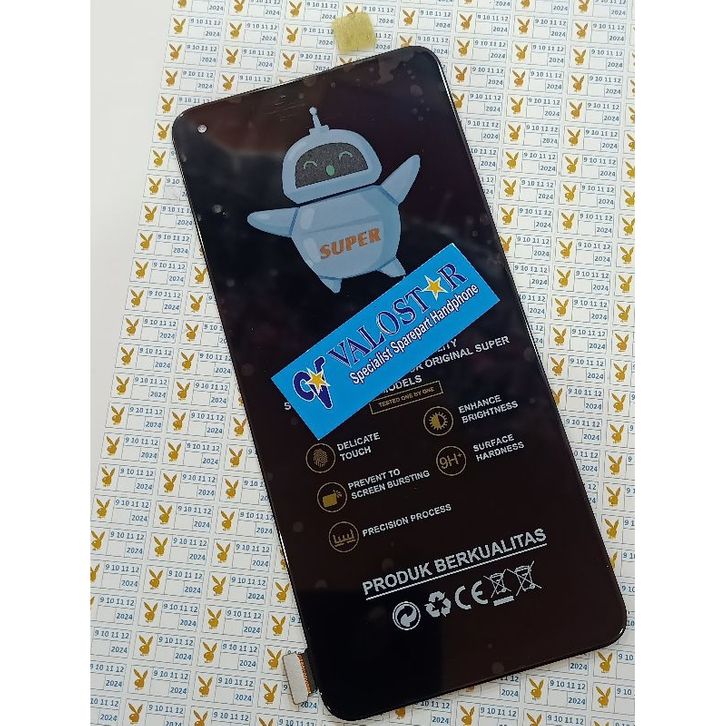 SUPER
VALOSTAR
Specialist Sparepart Handphone
ORIGINAL SUPER
TESTED ONE BY ONE
DELICATE
TOUCH
ENHANCE
BRIGHTNESS
PREVENT TO
SCREEN BURSTING
9H+
SURFACE
HARDNESS
PRECISION PROCESS
PRODUK BERKUALITAS
CE
9 10 11 12
2024